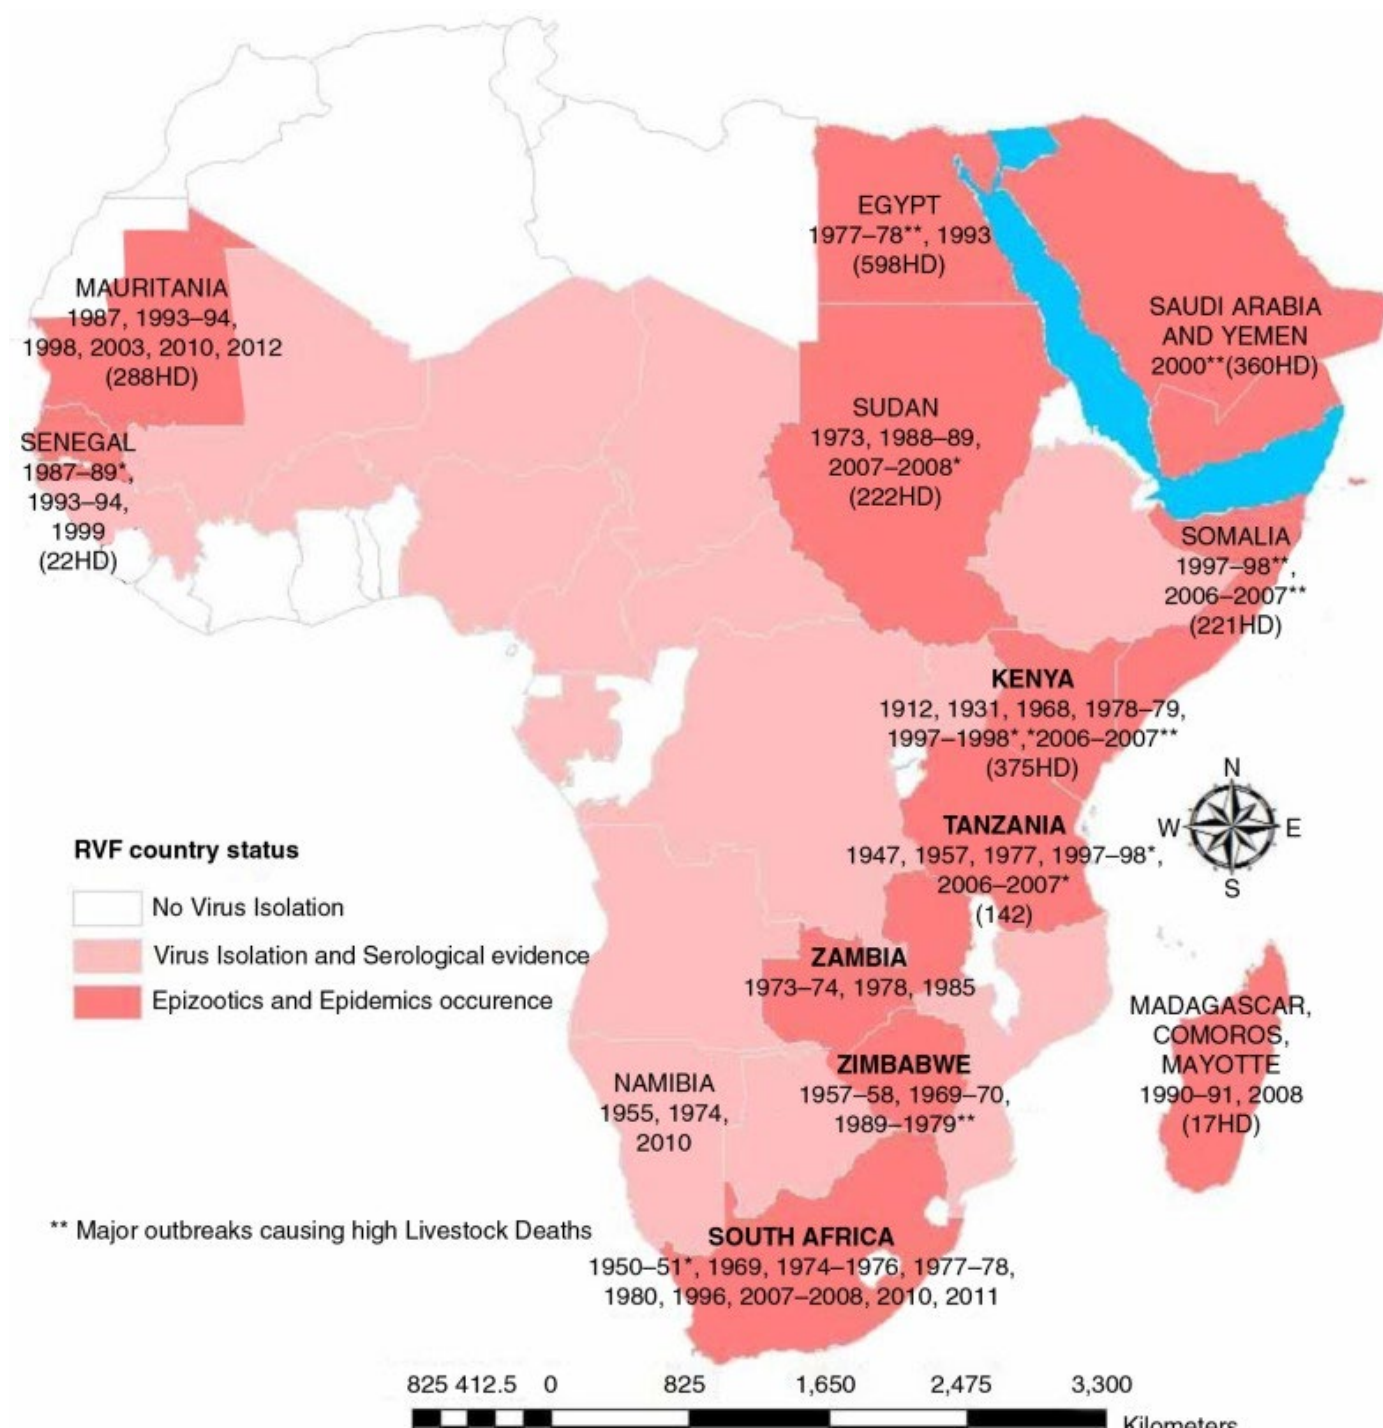 EGYPT
1977–78**, 1993
(598HD)
MAURITANIA
1987, 1993–94,
1998, 2003, 2010, 2012
(288HD)
SAUDI ARABIA
AND YEMEN
2000**(360HD)
SUDAN
1973, 1988–89,
2007–2008*
(222HD)
SENEGAL
1987–89*,
1993–94,
1999
(22HD)
SOMALIA
1997–98**,
2006–2007**
(221HD)
KENYA
1912, 1931, 1968, 1978–79,
1997–1998*,*2006–2007**
(375HD)
N
W
E
S
TANZANIA
1947, 1957, 1977, 1997–98*,
2006–2007*
(142)
RVF country status
No Virus Isolation
Virus Isolation and Serological evidence
Epizootics and Epidemics occurence
ZAMBIA
1973–74, 1978, 1985
MADAGASCAR,
COMOROS,
MAYOTTE
1990–91, 2008
(17HD)
ZIMBABWE
1957–58, 1969–70,
1989–1979**
NAMIBIA
1955, 1974,
2010
** Major outbreaks causing high Livestock Deaths
SOUTH AFRICA
1950–51*, 1969, 1974–1976, 1977–78,
1980, 1996, 2007–2008, 2010, 2011
825 412.5 0 825 1,650 2,475 3,300
Kilometers